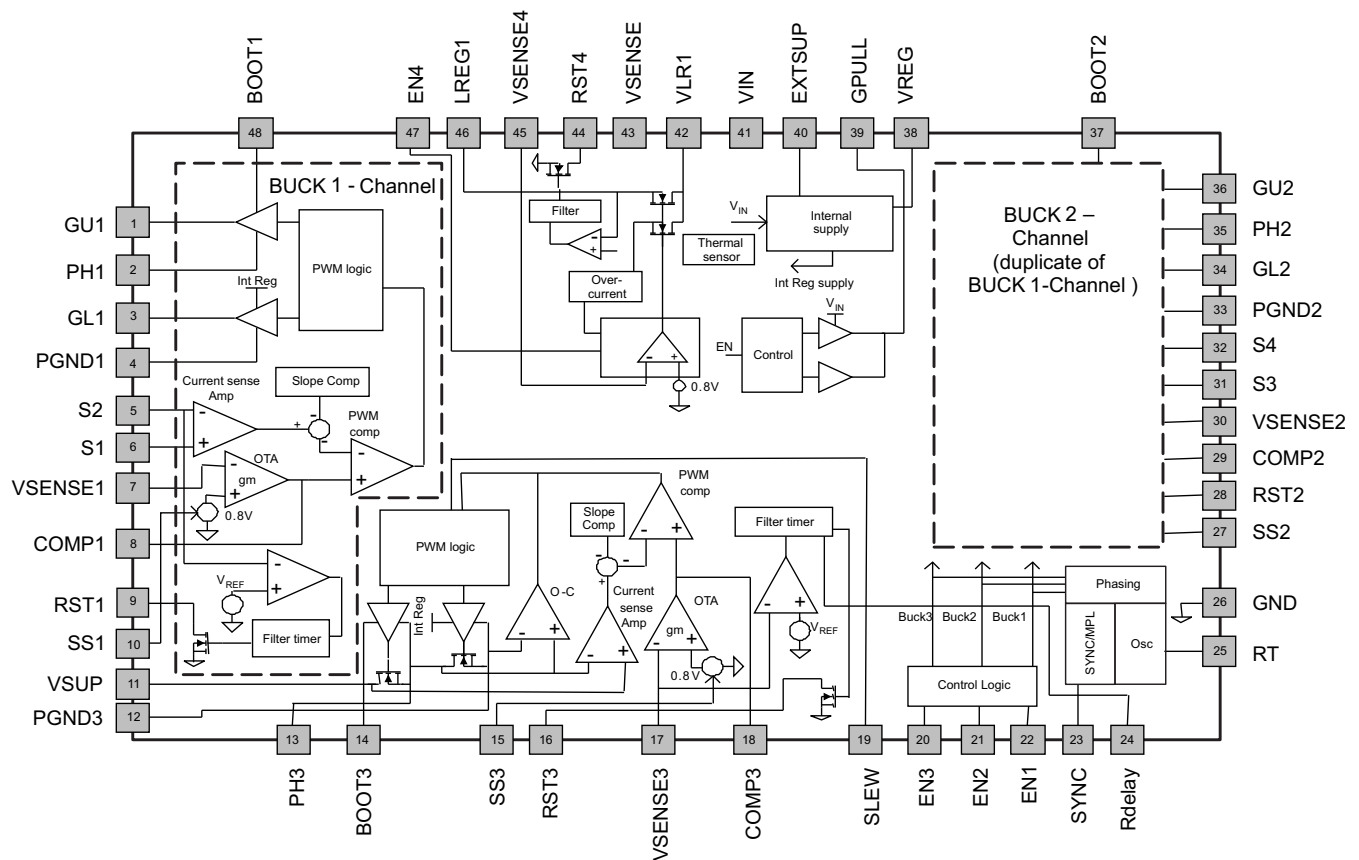 BOOT1
EN4
LREG1
VSENSE4
RST4
VSENSE
VLR1
VIN
EXTSUP
GPULL
VREG
BOOT2
48
47
46
45
44
43
42
41
40
39
38
37
GU1
PH1
GL1
PGND1
S2
S1
VSENSE1
COMP1
RST1
SS1
VSUP
PGND3
1
2
3
4
5
6
7
8
9
10
11
12
BUCK 1 - Channel
PWM logic
Int Reg
Current sense
Amp
-
+
Slope Comp
+
-
-
PWM
comp
-
+
OTA
-
gm
+
0.8V
-
+
VREF
Filter timer
Filter
-
+
Over-
current
-
+
0.8V
Thermal
sensor
VIN
Internal
supply
Int Reg supply
VIN
EN
Control
BUCK 2 –
Channel
(duplicate of
BUCK 1-Channel )
36
35
34
33
32
31
30
29
28
27
26
25
GU2
PH2
GL2
PGND2
S4
S3
VSENSE2
COMP2
RST2
SS2
GND
RT
PWM logic
Int Reg
O-C
-
+
Slope
Comp
-
+
-
Current
sense
Amp
-
+
PWM
comp
-
+
OTA
gm
-
+
0.8V
Filter timer
-
+
VREF
Buck3
Buck2
Buck1
Control Logic
Phasing
SYNC/MPL
Osc
13
14
15
16
17
18
19
20
21
22
23
24
PH3
BOOT3
SS3
RST3
VSENSE3
COMP3
SLEW
EN3
EN2
EN1
SYNC
Rdelay